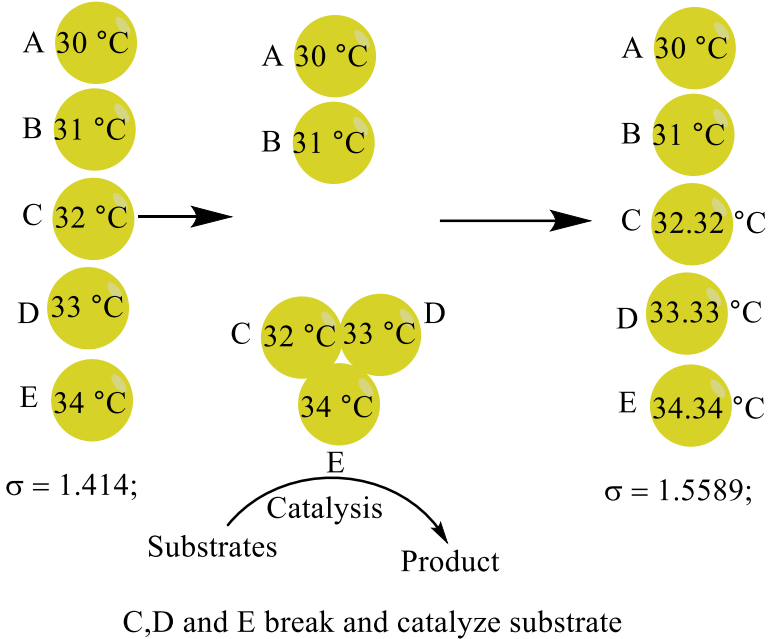 A 30 °C A 30 °C A 30 °C
B 31 °C B 31 °C B 31 °C
C 32 °C C 32.32 °C
D 33 °C C 32 °C 33 °C D D 33.33 °C
E 34 °C 34 °C E 34.34 °C
E
σ = 1.414; σ = 1.5589;
Catalysis
Substrates
Product
C,D and E break and catalyze substrate